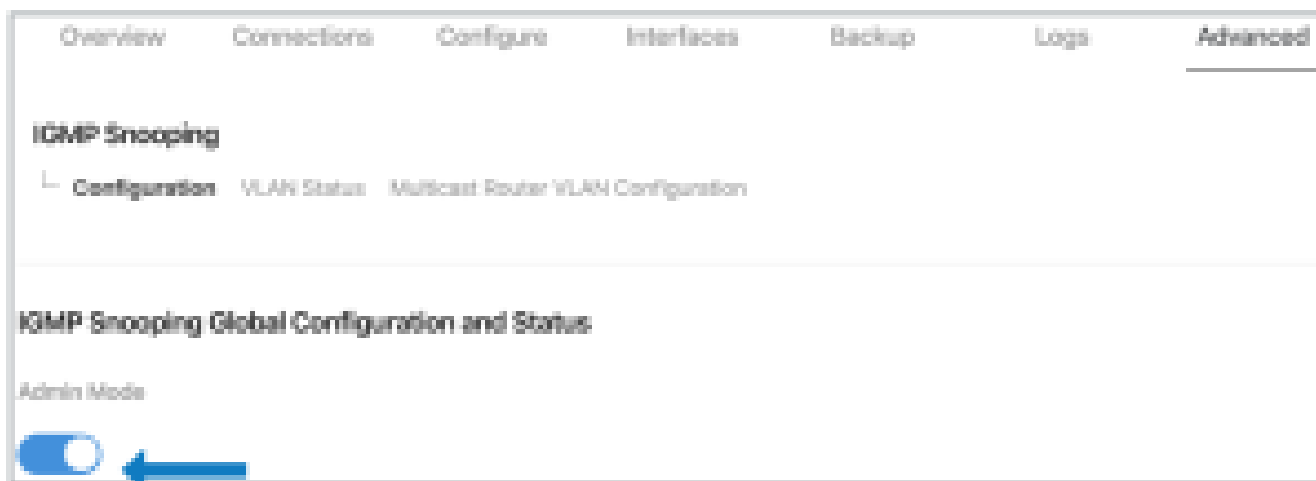 Overview Connections Configure Interfaces Backup Logs Advanced
IGMP Snooping
Configuration VLAN Status Multicast Router VLAN Configuration
IGMP Snooping Global Configuration and Status
Admin Mode